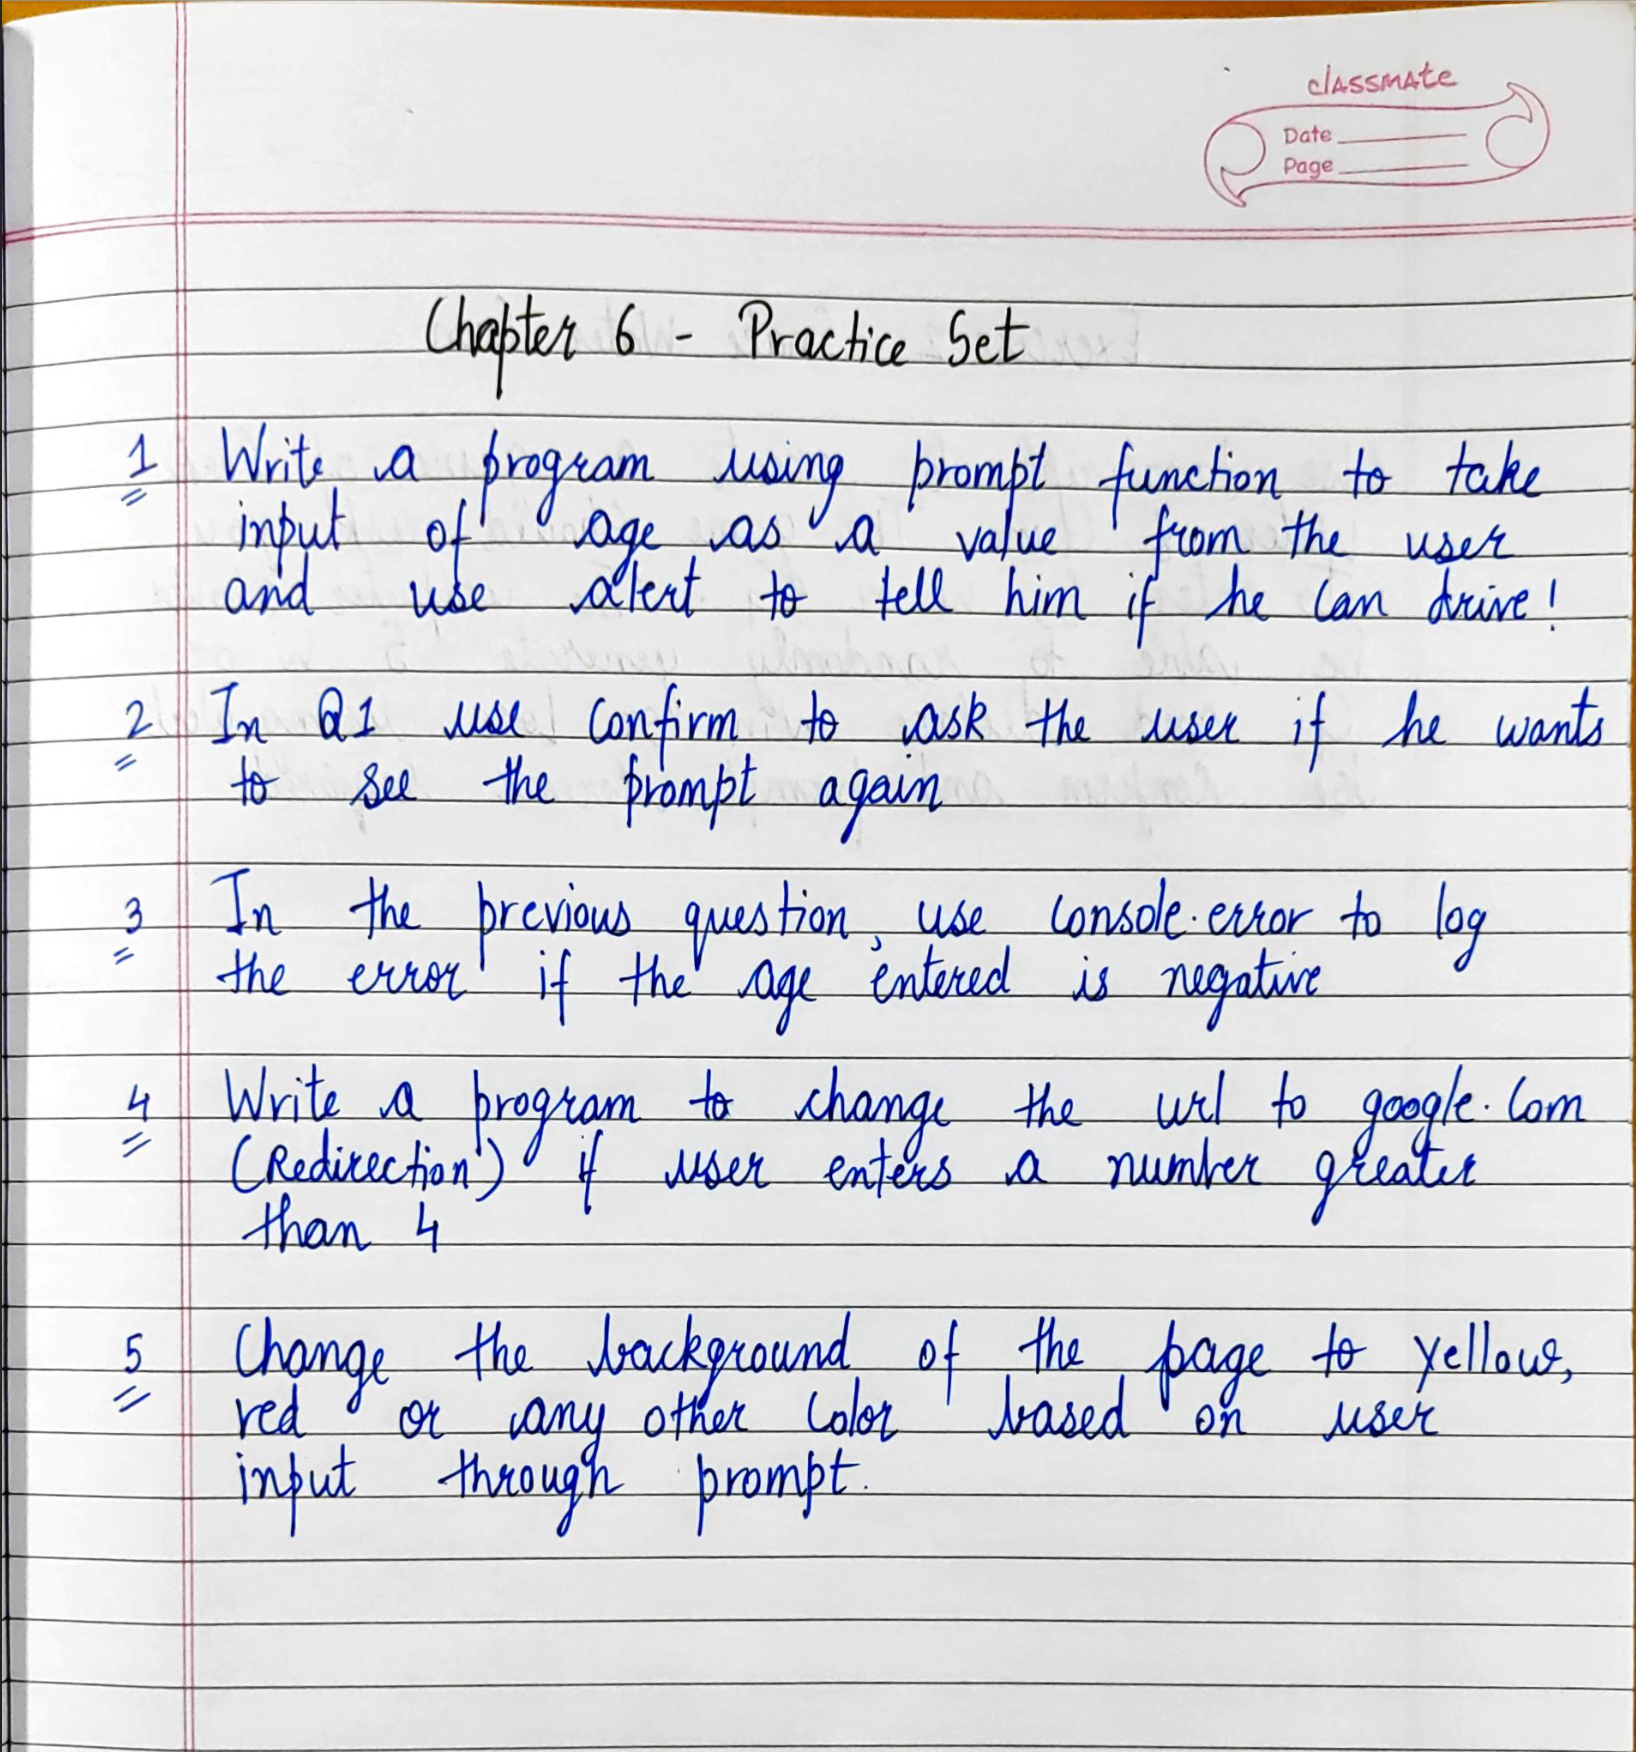 classmate
Date
Page
Chapter 6 - Practice Set
1 Write a program using prompt function to take
input of age as a value from the user
and use alert to tell him if he can drive!
2 In Q1 use confirm to ask the user if he wants
to see the prompt again
3 In the previous question, use console.error to log
the error if the age entered is negative
4 Write a program to change the url to google.com
(Redirection) if user enters a number greater
than 4
5 Change the background of the page to yellow,
red or any other color based on user
input through prompt.